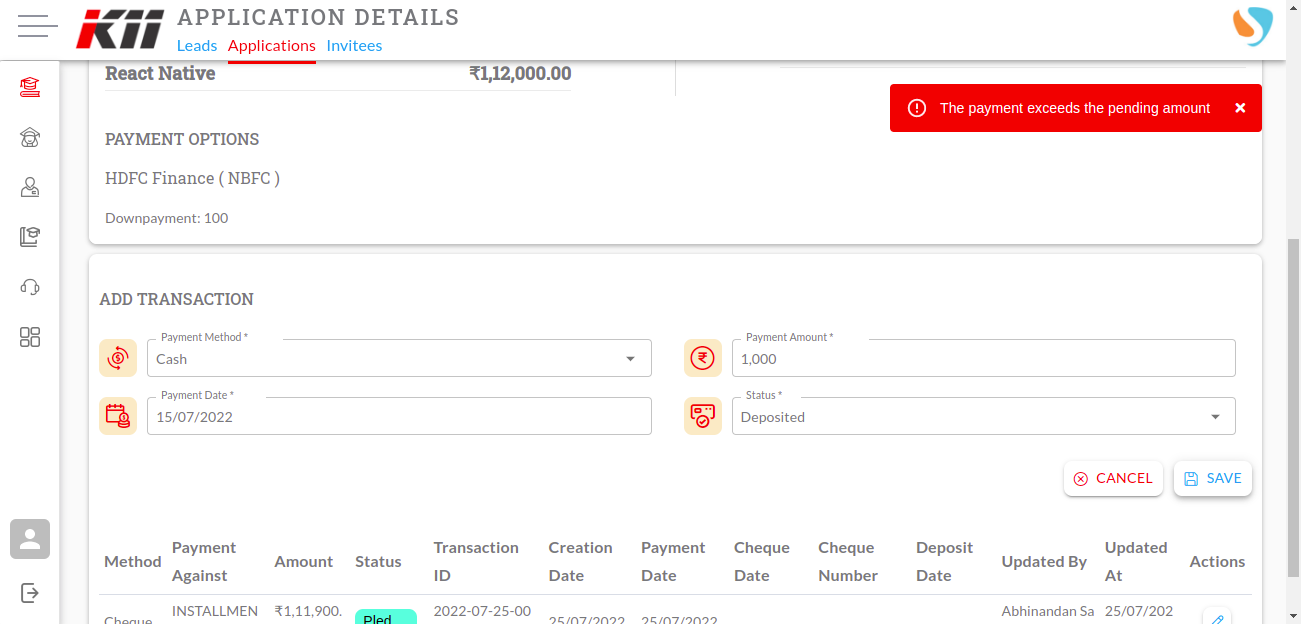 KII APPLICATION DETAILS
Leads Applications Invitees
React Native ₹1,12,000.00
The payment exceeds the pending amount
PAYMENT OPTIONS
HDFC Finance ( NBFC )
Downpayment: 100
ADD TRANSACTION
Payment Method * Payment Amount *
Cash 1,000
Payment Date * Status *
15/07/2022 Deposited
CANCEL SAVE
Method Payment Against Amount Status Transaction ID Creation Date Payment Date Cheque Date Cheque Number Deposit Date Updated By Updated At Actions
Cheque INSTALLMEN ₹1,11,900. Pled 2022-07-25-00 25/07/2022 25/07/2022 Abhinandan Sa 25/07/202